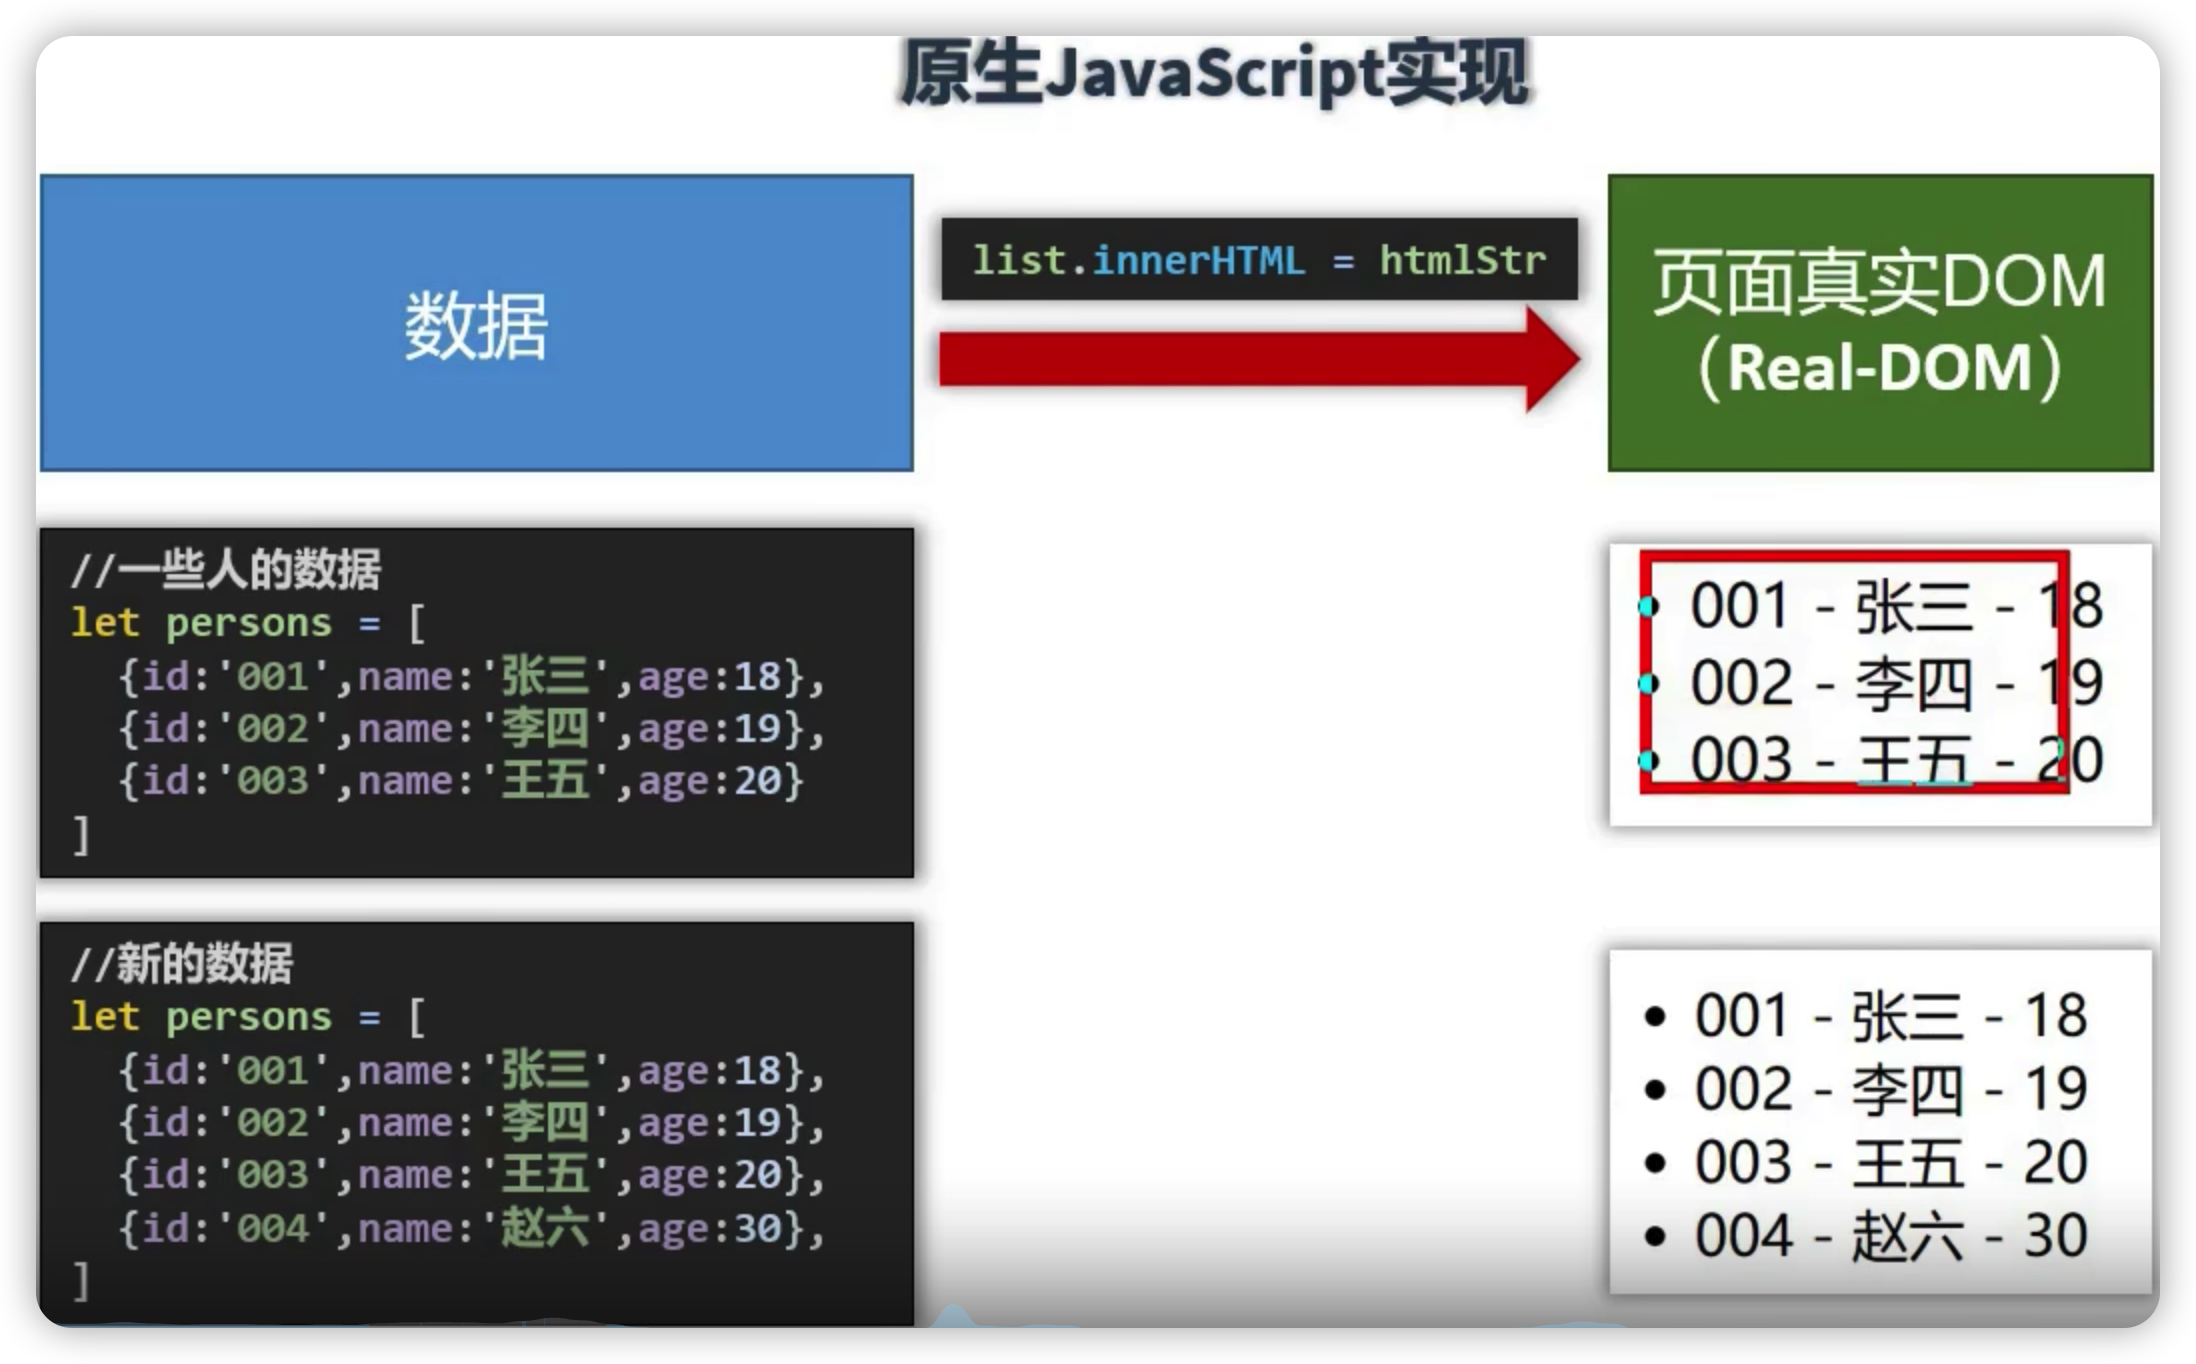 原生JavaScript实现
数据
list.innerHTML = htmlStr
页面真实DOM
（Real-DOM）
//一些人的数据
let persons = [
{id:'001',name:'张三',age:18},
{id:'002',name:'李四',age:19},
{id:'003',name:'王五',age:20}
]
• 001 - 张三 - 18
• 002 - 李四 - 19
• 003 - 王五 - 20
//新的数据
let persons = [
{id:'001',name:'张三',age:18},
{id:'002',name:'李四',age:19},
{id:'003',name:'王五',age:20},
{id:'004',name:'赵六',age:30},
]
• 001 - 张三 - 18
• 002 - 李四 - 19
• 003 - 王五 - 20
• 004 - 赵六 - 30